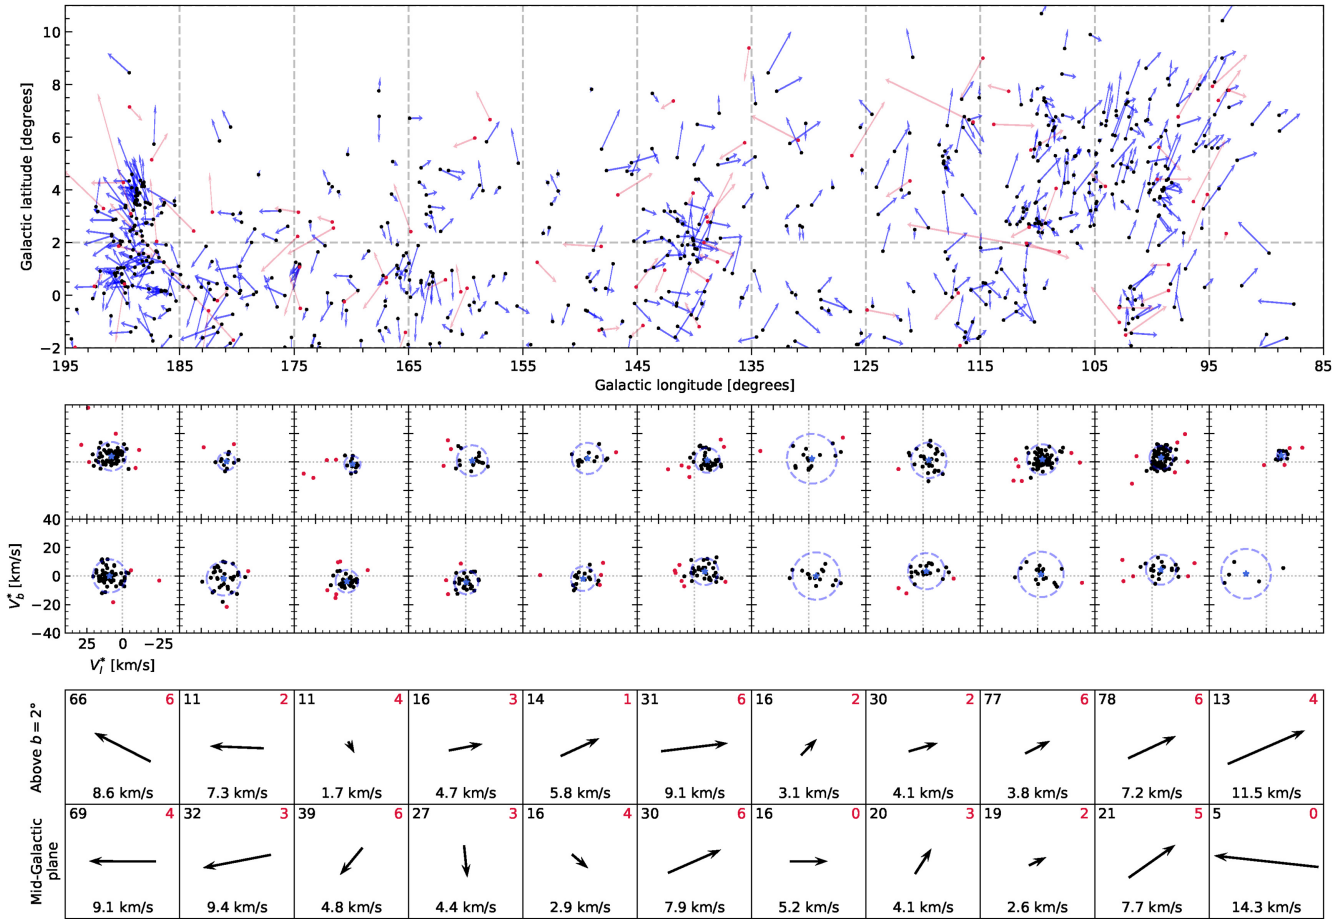 10
8
6
4
2
0
−2
Galactic latitude [degrees]
195 185 175 165 155 145 135 125 115 105 95 85
Galactic longitude [degrees]
40
20
0
−20
−40
V*b [km/s]
25 0 −25
V*l [km/s]
Above b = 2°
66 6 11 2 11 4 16 3 14 1 31 6 16 2 30 2 77 6 78 6 13 4
8.6 km/s 7.3 km/s 1.7 km/s 4.7 km/s 5.8 km/s 9.1 km/s 3.1 km/s 4.1 km/s 3.8 km/s 7.2 km/s 11.5 km/s
Mid-Galactic
plane
69 4 32 3 39 6 27 3 16 4 30 6 16 0 20 3 19 2 21 5 5 0
9.1 km/s 9.4 km/s 4.8 km/s 4.4 km/s 2.9 km/s 7.9 km/s 5.2 km/s 4.1 km/s 2.6 km/s 7.7 km/s 14.3 km/s